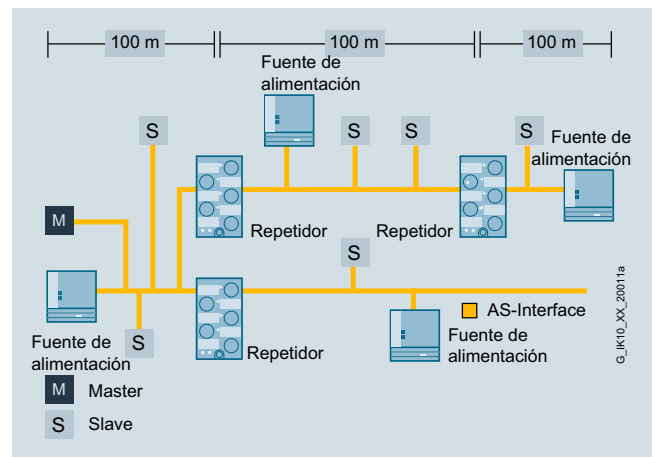 100 m 100 m 100 m
Fuente de
alimentación
S S S S
Fuente de
alimentación
Repetidor Repetidor
M
S
AS-Interface
Fuente de
alimentación
S
Repetidor
Fuente de
alimentación
M Master
S Slave
G_IK10_XX_20011a